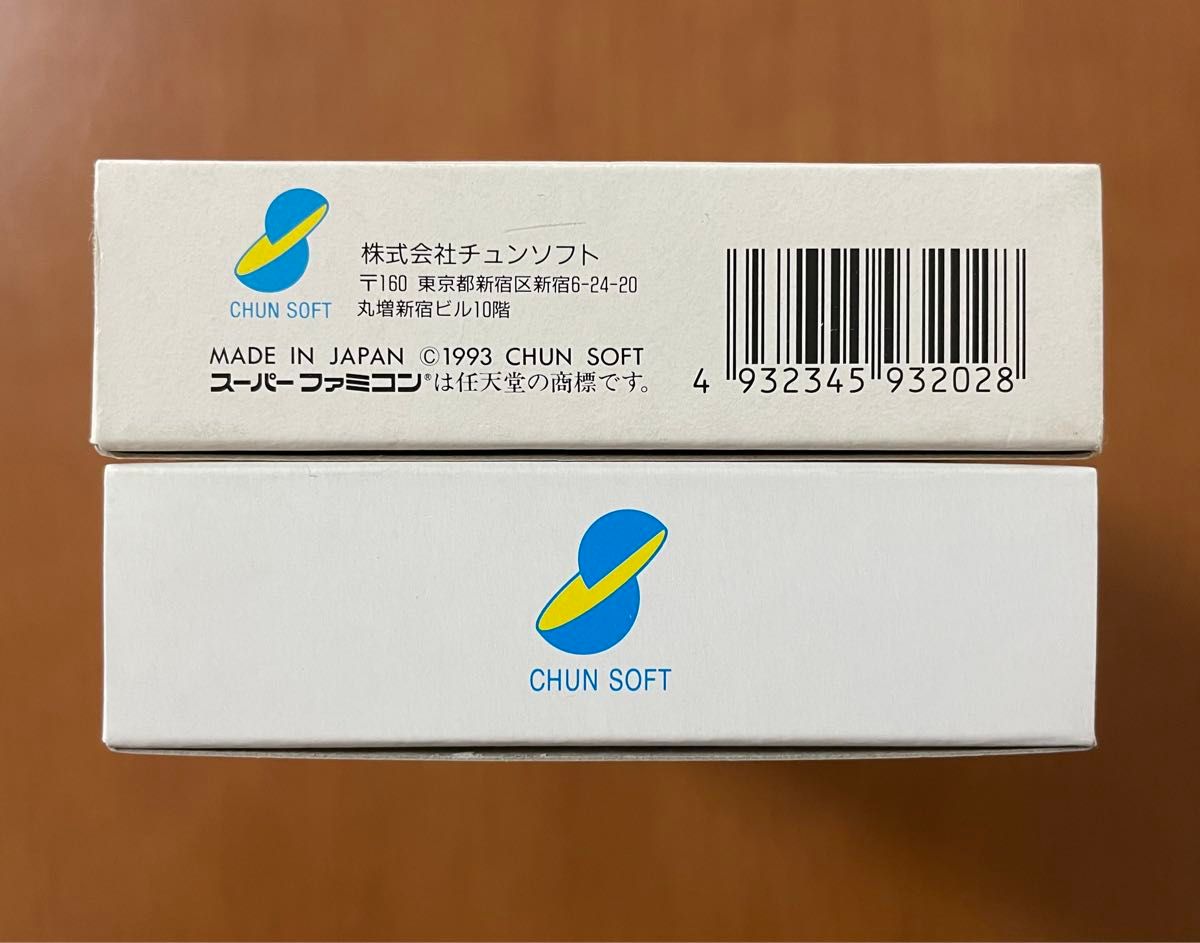 CHUN SOFT
株式会社チュンソフト
〒160 東京都新宿区新宿6-24-20
丸増新宿ビル10階
MADE IN JAPAN ©1993 CHUN SOFT
スーパーファミコン®は任天堂の商標です。
4 932345 932028
CHUN SOFT